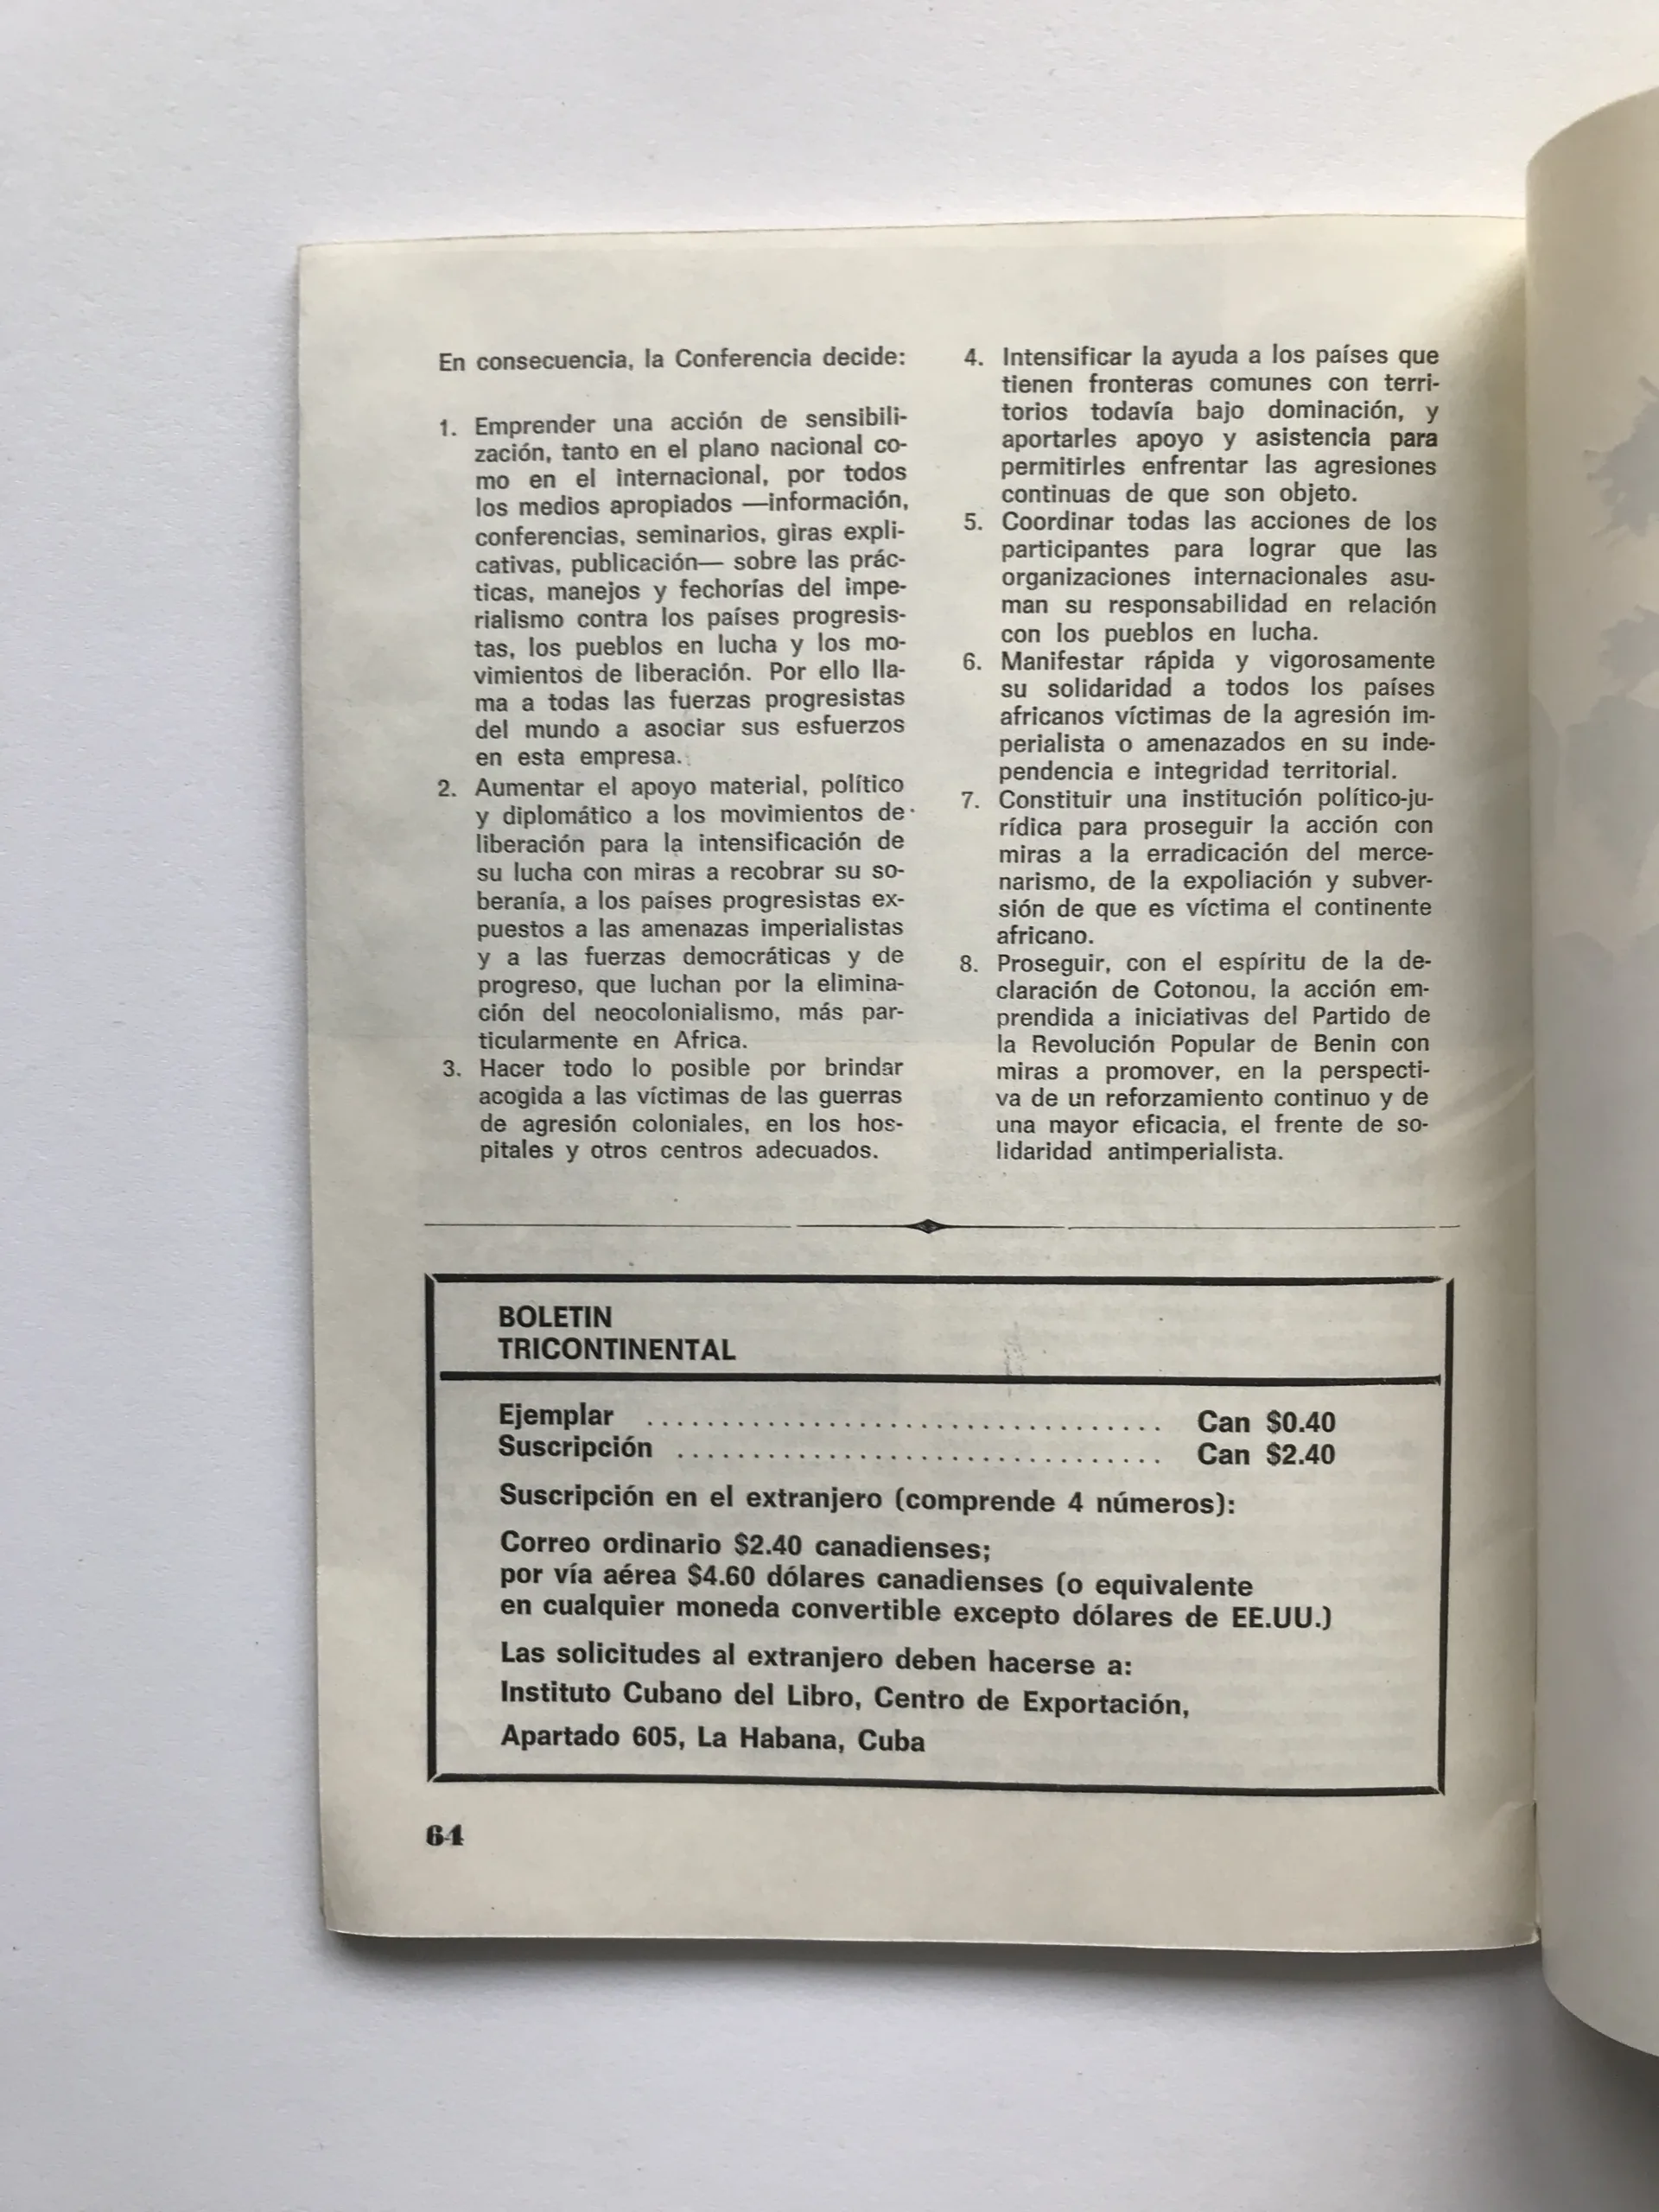 En consecuencia, la Conferencia decide:
1. Emprender una acción de sensibili-
zación, tanto en el plano nacional co-
mo en el internacional, por todos
los medios apropiados —información,
conferencias, seminarios, giras expli-
cativas, publicación— sobre las prác-
ticas, manejos y fechorías del impe-
rialismo contra los países progresis-
tas, los pueblos en lucha y los mo-
vimientos de liberación. Por ello lla-
ma a todas las fuerzas progresistas
del mundo a asociar sus esfuerzos
en esta empresa.
2. Aumentar el apoyo material, político
y diplomático a los movimientos de
liberación para la intensificación de
su lucha con miras a recobrar su so-
beranía, a los países progresistas ex-
puestos a las amenazas imperialistas
y a las fuerzas democráticas y de
progreso, que luchan por la elimina-
ción del neocolonialismo, más par-
ticularmente en Africa.
3. Hacer todo lo posible por brindar
acogida a las víctimas de las guerras
de agresión coloniales, en los hos-
pitales y otros centros adecuados.
4. Intensificar la ayuda a los países que
tienen fronteras comunes con terri-
torios todavía bajo dominación, y
aportarles apoyo y asistencia para
permitirles enfrentar las agresiones
continuas de que son objeto.
5. Coordinar todas las acciones de los
participantes para lograr que las
organizaciones internacionales asu-
man su responsabilidad en relación
con los pueblos en lucha.
6. Manifestar rápida y vigorosamente
su solidaridad a todos los países
africanos víctimas de la agresión im-
perialista o amenazados en su inde-
pendencia e integridad territorial.
7. Constituir una institución político-ju-
rídica para proseguir la acción con
miras a la erradicación del merce-
narismo, de la expoliación y subver-
sión de que es víctima el continente
africano.
8. Proseguir, con el espíritu de la de-
claración de Cotonou, la acción em-
prendida a iniciativas del Partido de
la Revolución Popular de Benin con
miras a promover, en la perspecti-
va de un reforzamiento continuo y de
una mayor eficacia, el frente de so-
lidaridad antimperialista.
BOLETIN
TRICONTINENTAL
Ejemplar ................................... Can $0.40
Suscripción ................................. Can $2.40
Suscripción en el extranjero (comprende 4 números):
Correo ordinario $2.40 canadienses;
por vía aérea $4.60 dólares canadienses (o equivalente
en cualquier moneda convertible excepto dólares de EE.UU.)
Las solicitudes al extranjero deben hacerse a:
Instituto Cubano del Libro, Centro de Exportación,
Apartado 605, La Habana, Cuba
64